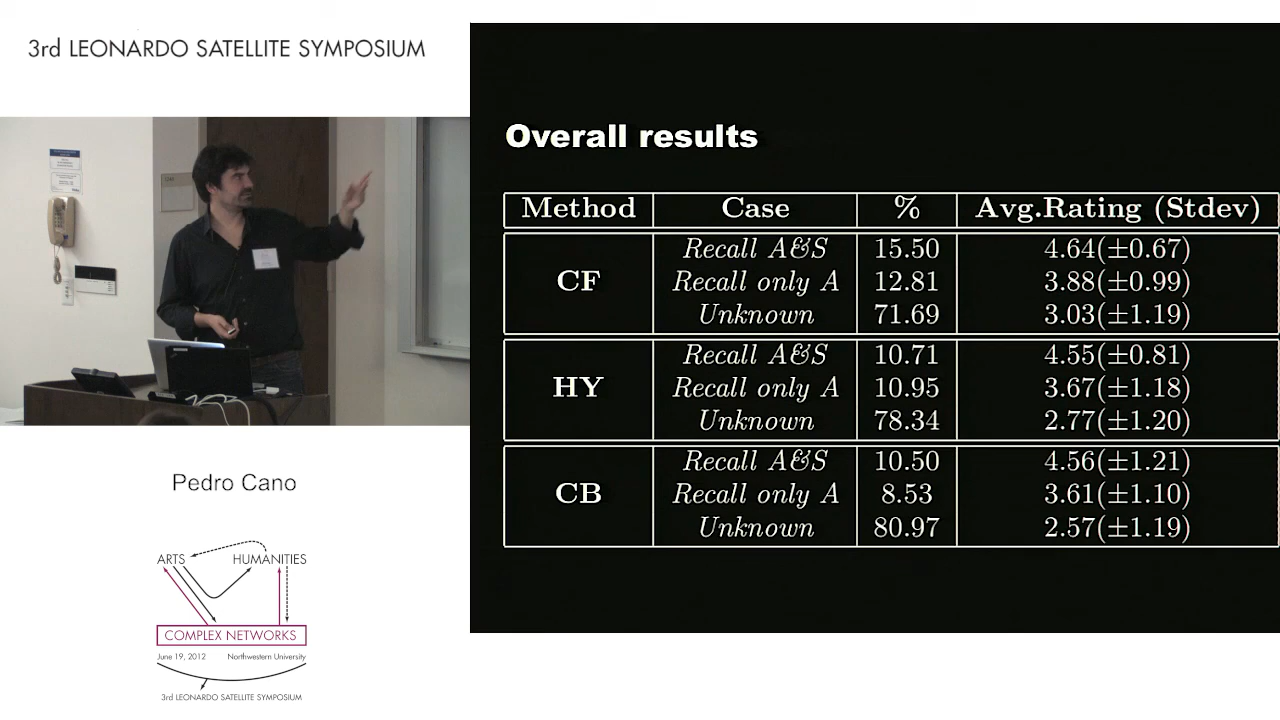 3rd LEONARDO SATELLITE SYMPOSIUM
Overall results
Method Case % Avg.Rating (Stdev)
CF
Recall A&S 15.50 4.64(±0.67)
Recall only A 12.81 3.88(±0.99)
Unknown 71.69 3.03(±1.19)
HY
Recall A&S 10.71 4.55(±0.81)
Recall only A 10.95 3.67(±1.18)
Unknown 78.34 2.77(±1.20)
CB
Recall A&S 10.50 4.56(±1.21)
Recall only A 8.53 3.61(±1.10)
Unknown 80.97 2.57(±1.19)
Pedro Cano
ARTS HUMANITIES
COMPLEX NETWORKS
June 19, 2012 Northwestern University
3rd LEONARDO SATELLITE SYMPOSIUM